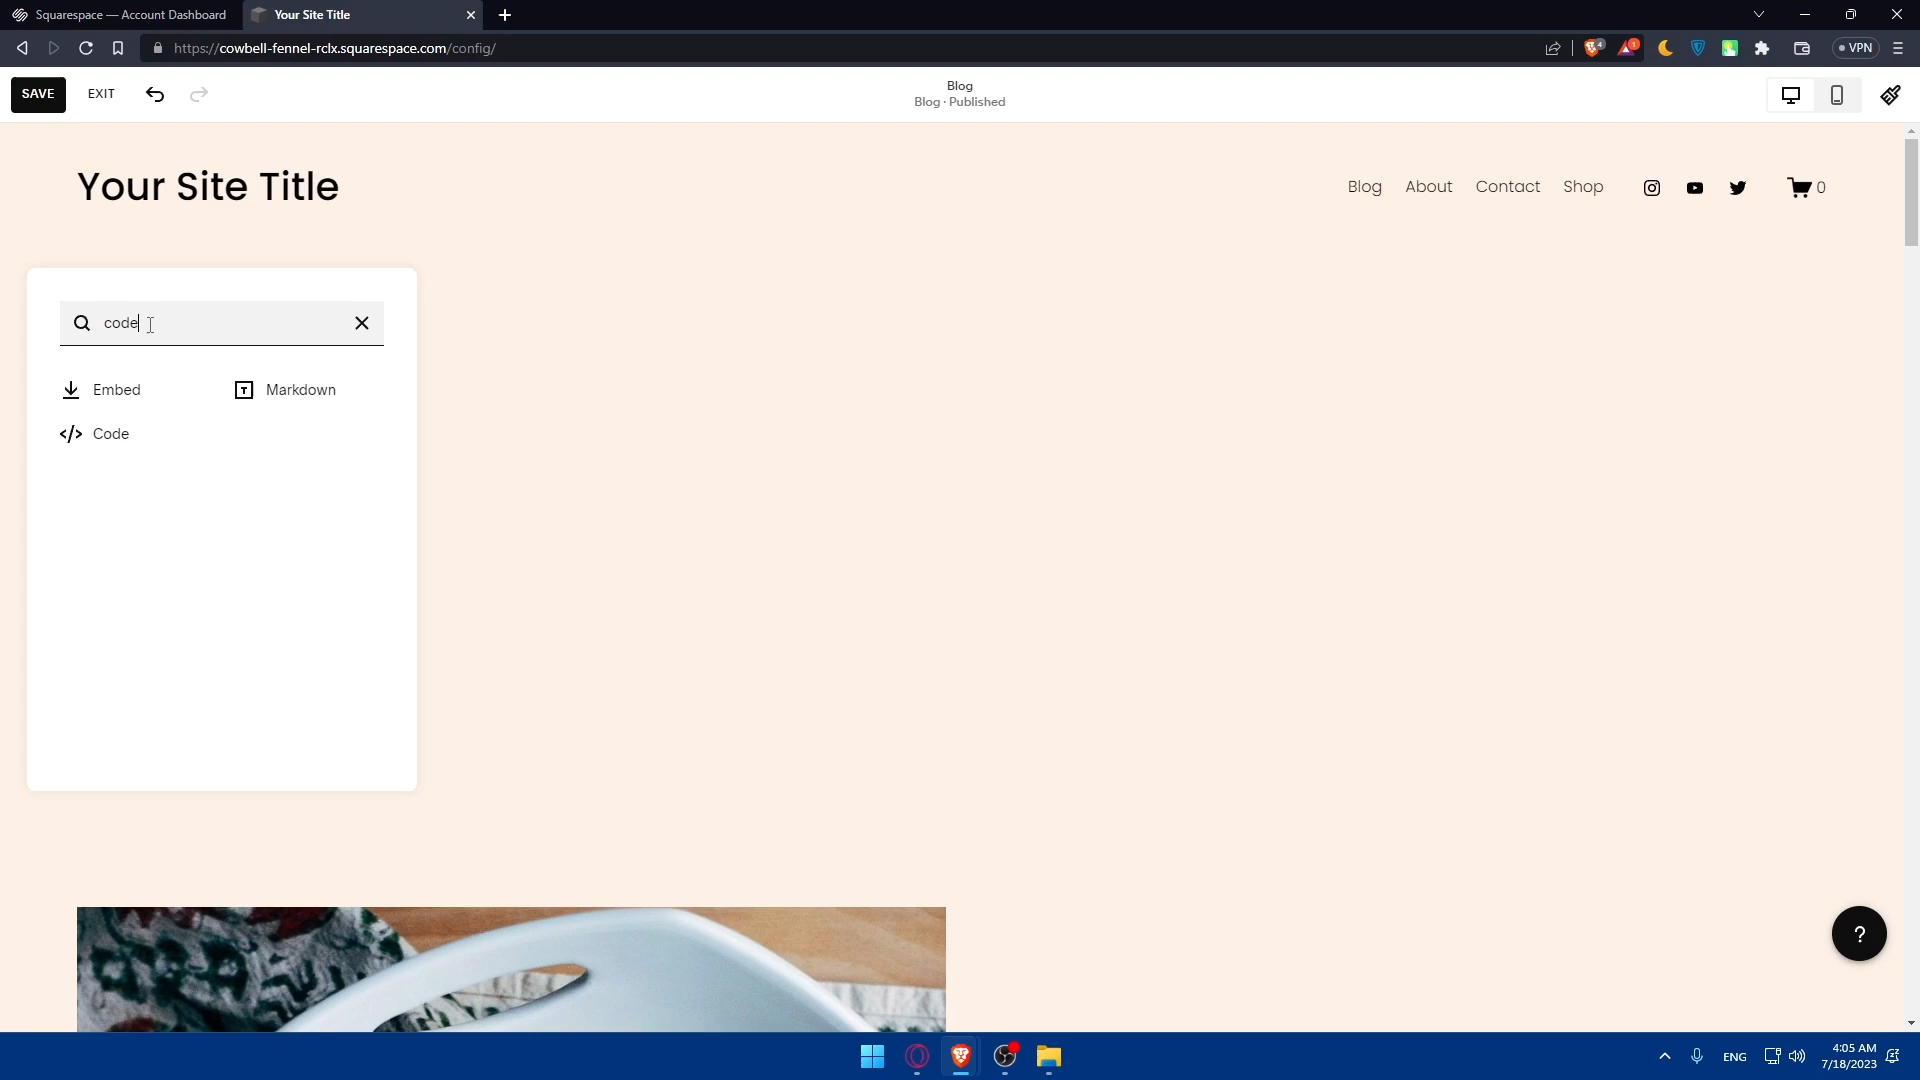 Squarespace — Account Dashboard
Your Site Title
https://cowbell-fennel-rclx.squarespace.com/config/
4
1
VPN
SAVE
EXIT
Blog
Blog · Published
Your Site Title
Blog
About
Contact
Shop
0
code
Embed
Markdown
Code
?
ENG
4:05 AM
7/18/2023